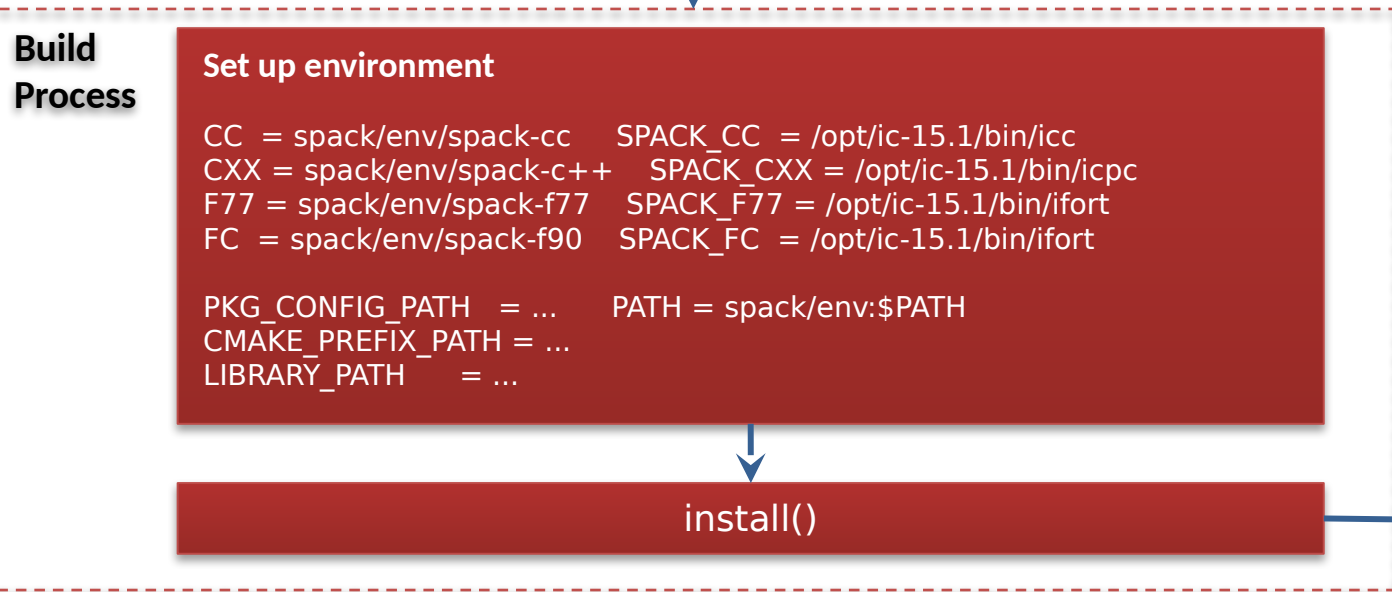 Build
Process
Set up environment
CC = spack/env/spack-cc SPACK_CC = /opt/ic-15.1/bin/icc
CXX = spack/env/spack-c++ SPACK_CXX = /opt/ic-15.1/bin/icpc
F77 = spack/env/spack-f77 SPACK_F77 = /opt/ic-15.1/bin/ifort
FC = spack/env/spack-f90 SPACK_FC = /opt/ic-15.1/bin/ifort
PKG_CONFIG_PATH = ... PATH = spack/env:$PATH
CMAKE_PREFIX_PATH = ...
LIBRARY_PATH = ...
install()